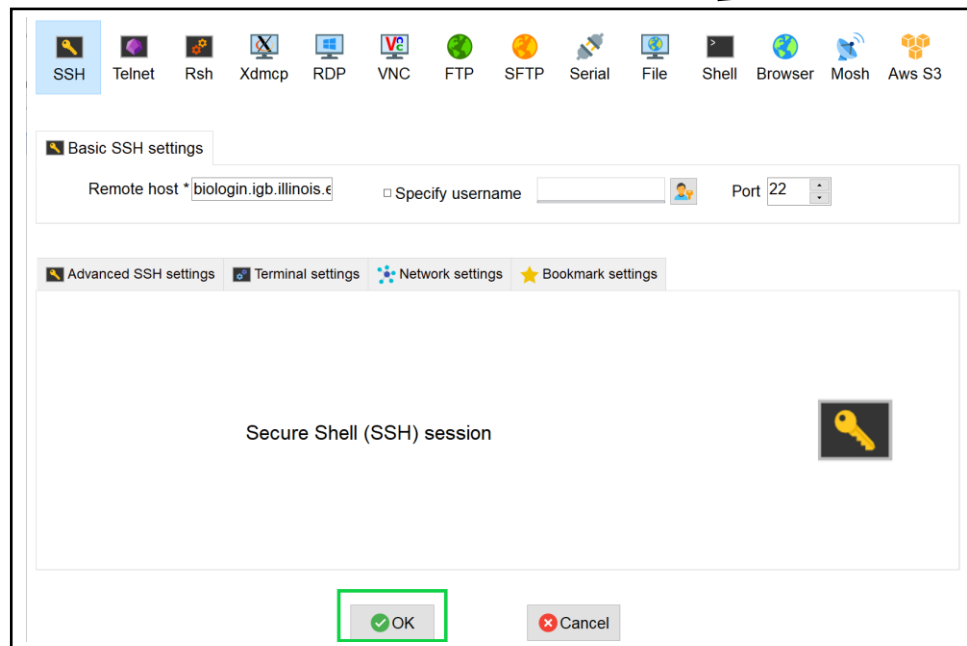 SSH Telnet Rsh Xdmcp RDP VNC FTP SFTP Serial File Shell Browser Mosh Aws S3
Basic SSH settings
Remote host * biologin.igb.illinois.e Specify username Port 22
Advanced SSH settings Terminal settings Network settings Bookmark settings
Secure Shell (SSH) session
OK Cancel